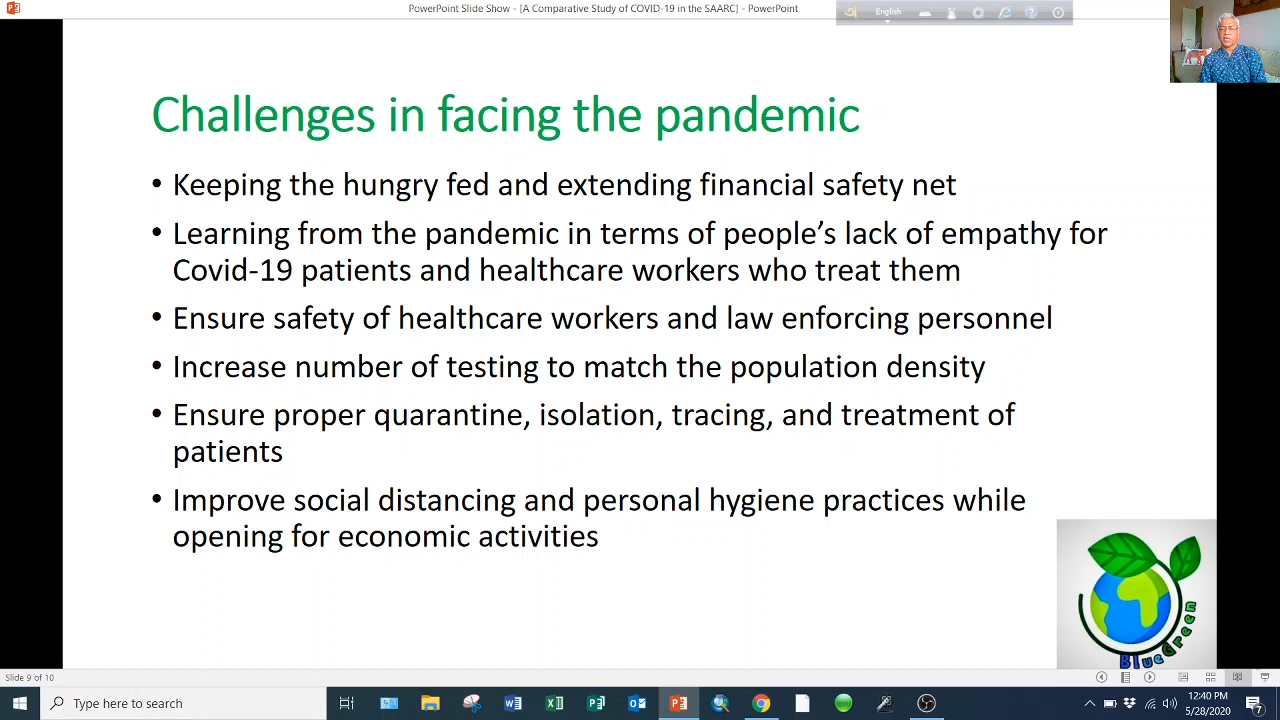 PowerPoint Slide Show - [A Comparative Study of COVID-19 in the SAARC] - PowerPoint
English
Challenges in facing the pandemic
• Keeping the hungry fed and extending financial safety net
• Learning from the pandemic in terms of people’s lack of empathy for
Covid-19 patients and healthcare workers who treat them
• Ensure safety of healthcare workers and law enforcing personnel
• Increase number of testing to match the population density
• Ensure proper quarantine, isolation, tracing, and treatment of
patients
• Improve social distancing and personal hygiene practices while
opening for economic activities
BlueGreen
Slide 9 of 10
Type here to search
12:40 PM
5/28/2020
7